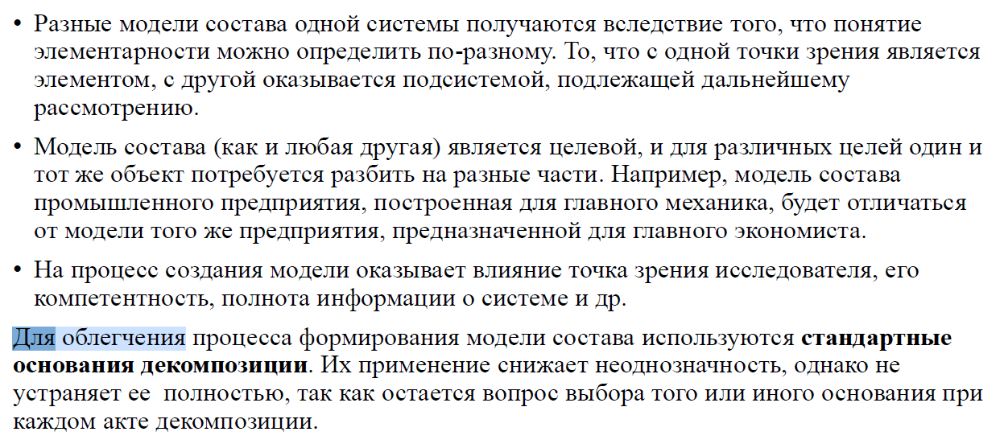 • Разные модели состава одной системы получаются вследствие того, что понятие
элементарности можно определить по-разному. То, что с одной точки зрения является
элементом, с другой оказывается подсистемой, подлежащей дальнейшему
рассмотрению.
• Модель состава (как и любая другая) является целевой, и для различных целей один и
тот же объект потребуется разбить на разные части. Например, модель состава
промышленного предприятия, построенная для главного механика, будет отличаться
от модели того же предприятия, предназначенной для главного экономиста.
• На процесс создания модели оказывает влияние точка зрения исследователя, его
компетентность, полнота информации о системе и др.
Для облегчения процесса формирования модели состава используются стандартные
основания декомпозиции. Их применение снижает неоднозначность, однако не
устраняет ее  полностью, так как остается вопрос выбора того или иного основания при
каждом акте декомпозиции.